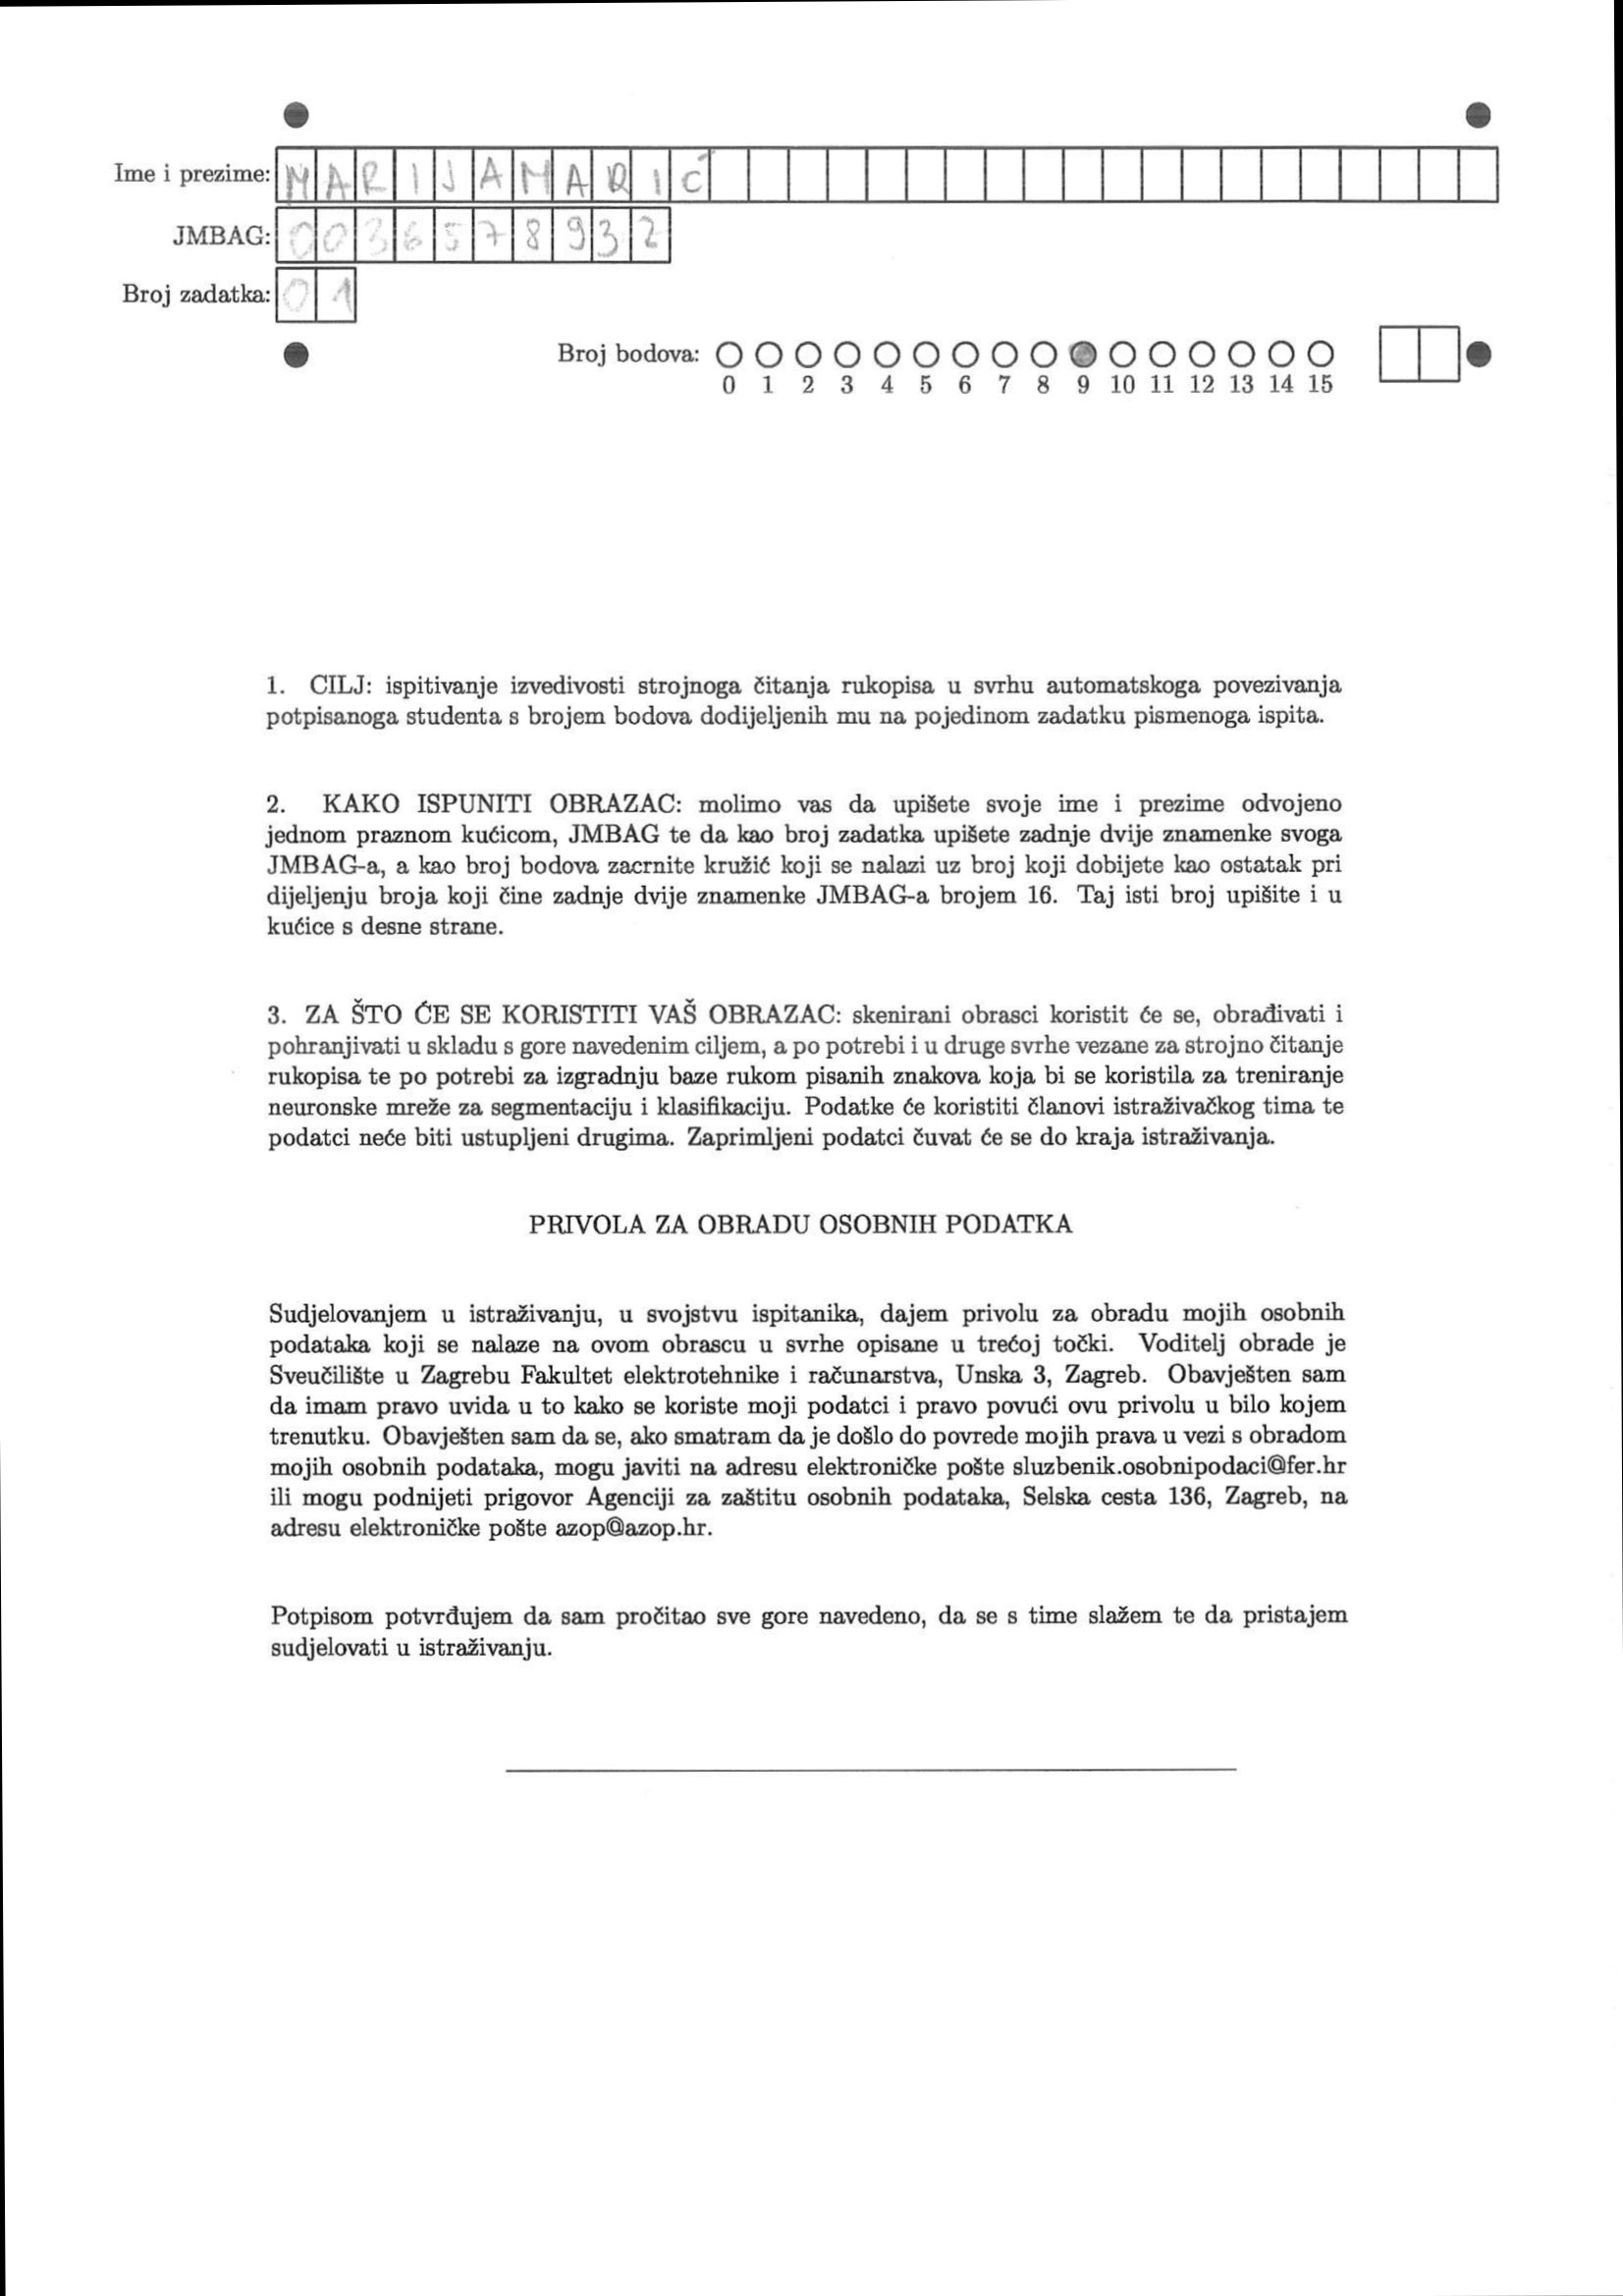 Ime i prezime: MARIJAMARIĆ
JMBAG: 0036578932
Broj zadatka: 01
Broj bodova:
0 1 2 3 4 5 6 7 8 9 10 11 12 13 14 15
1. CILJ: ispitivanje izvedivosti strojnoga čitanja rukopisa u svrhu automatskoga povezivanja
potpisanoga studenta s brojem bodova dodijeljenih mu na pojedinom zadatku pismenoga ispita.
2. KAKO ISPUNITI OBRAZAC: molimo vas da upišete svoje ime i prezime odvojeno
jednom praznom kućicom, JMBAG te da kao broj zadatka upišete zadnje dvije znamenke svoga
JMBAG-a, a kao broj bodova zacrnite kružić koji se nalazi uz broj koji dobijete kao ostatak pri
dijeljenju broja koji čine zadnje dvije znamenke JMBAG-a brojem 16. Taj isti broj upišite i u
kućice s desne strane.
3. ZA ŠTO ĆE SE KORISTITI VAŠ OBRAZAC: skenirani obrasci koristit će se, obrađivati i
pohranjivati u skladu s gore navedenim ciljem, a po potrebi i u druge svrhe vezane za strojno čitanje
rukopisa te po potrebi za izgradnju baze rukom pisanih znakova koja bi se koristila za treniranje
neuronske mreže za segmentaciju i klasifikaciju. Podatke će koristiti članovi istraživačkog tima te
podatci neće biti ustupljeni drugima. Zaprimljeni podatci čuvat će se do kraja istraživanja.
PRIVOLA ZA OBRADU OSOBNIH PODATKA
Sudjelovanjem u istraživanju, u svojstvu ispitanika, dajem privolu za obradu mojih osobnih
podataka koji se nalaze na ovom obrascu u svrhe opisane u trećoj točki. Voditelj obrade je
Sveučilište u Zagrebu Fakultet elektrotehnike i računarstva, Unska 3, Zagreb. Obavješten sam
da imam pravo uvida u to kako se koriste moji podatci i pravo povući ovu privolu u bilo kojem
trenutku. Obavješten sam da se, ako smatram da je došlo do povrede mojih prava u vezi s obradom
mojih osobnih podataka, mogu javiti na adresu elektroničke pošte sluzbenik.osobnipodaci@fer.hr
ili mogu podnijeti prigovor Agenciji za zaštitu osobnih podataka, Selska cesta 136, Zagreb, na
adresu elektroničke pošte azop@azop.hr.
Potpisom potvrđujem da sam pročitao sve gore navedeno, da se s time slažem te da pristajem
sudjelovati u istraživanju.